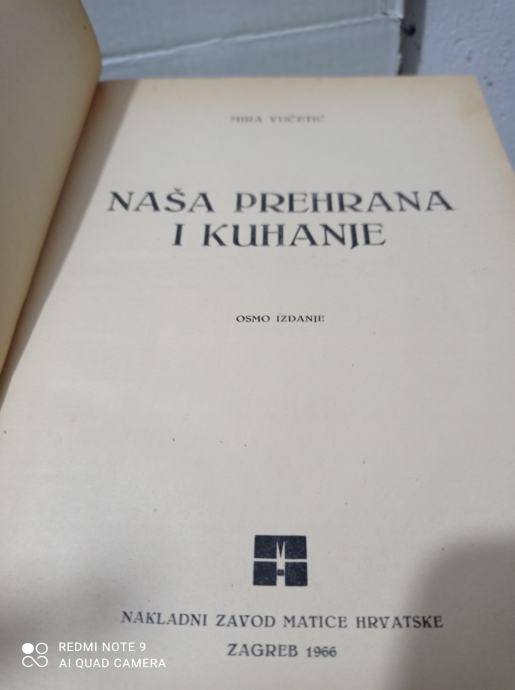 MIRA VUČETIĆ
NAŠA PREHRANA
I KUHANJE
OSMO IZDANJE
MH
NAKLADNI ZAVOD MATICE HRVATSKE
ZAGREB 1966
REDMI NOTE 9
AI QUAD CAMERA